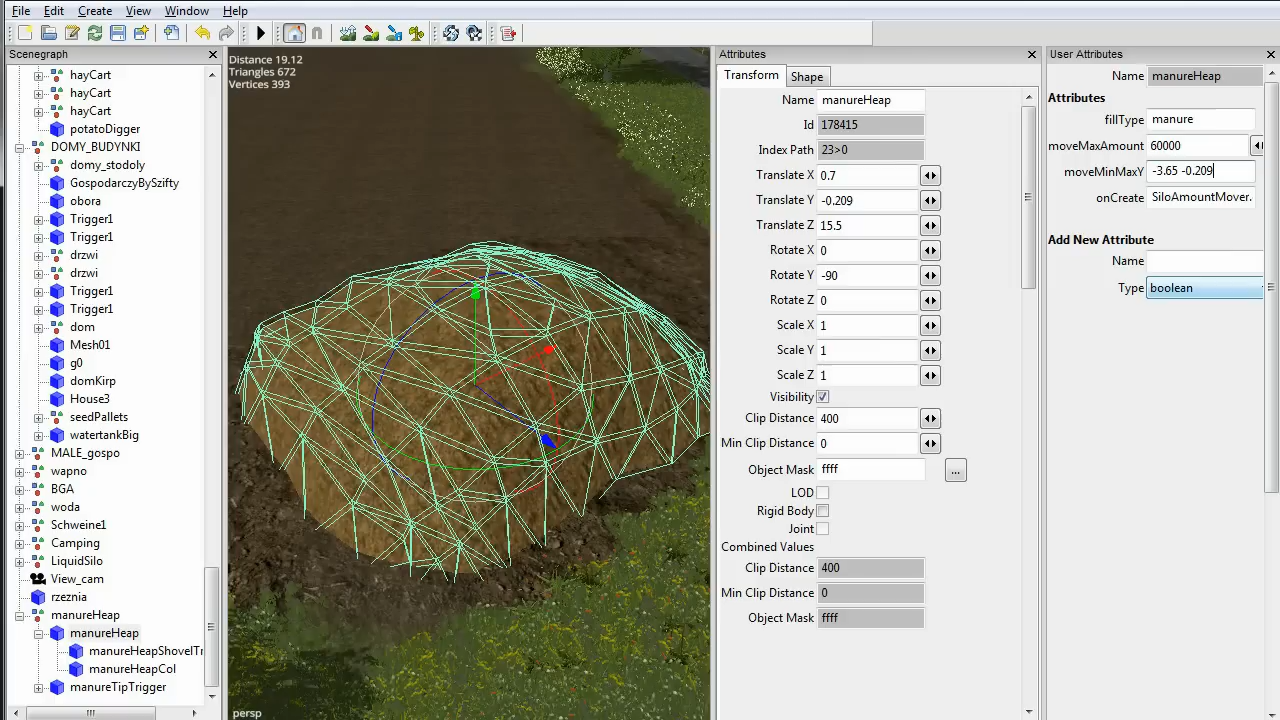 File Edit Create View Window Help
Scenegraph
hayCart
hayCart
hayCart
potatoDigger
DOMY_BUDYNKI
domy_stodoly
GospodarczyBySzifty
obora
Trigger1
Trigger1
drzwi
drzwi
Trigger1
Trigger1
dom
Mesh01
g0
domKirp
House3
seedPallets
watertankBig
MALE_gospo
wapno
BGA
woda
Schweine1
Camping
LiquidSilo
View_cam
rzeznia
manureHeap
manureHeap
manureHeapShovelTr
manureHeapCol
manureTipTrigger
Distance 19.12
Triangles 672
Vertices 393
persp
Attributes
Transform Shape
Name manureHeap
Id 178415
Index Path 23>0
Translate X 0.7
Translate Y -0.209
Translate Z 15.5
Rotate X 0
Rotate Y -90
Rotate Z 0
Scale X 1
Scale Y 1
Scale Z 1
Visibility
Clip Distance 400
Min Clip Distance 0
Object Mask ffff ...
LOD
Rigid Body
Joint
Combined Values
Clip Distance 400
Min Clip Distance 0
Object Mask ffff
User Attributes
Name manureHeap
Attributes
fillType manure
moveMaxAmount 60000
moveMinMaxY -3.65 -0.209
onCreate SiloAmountMover.
Add New Attribute
Name
Type boolean